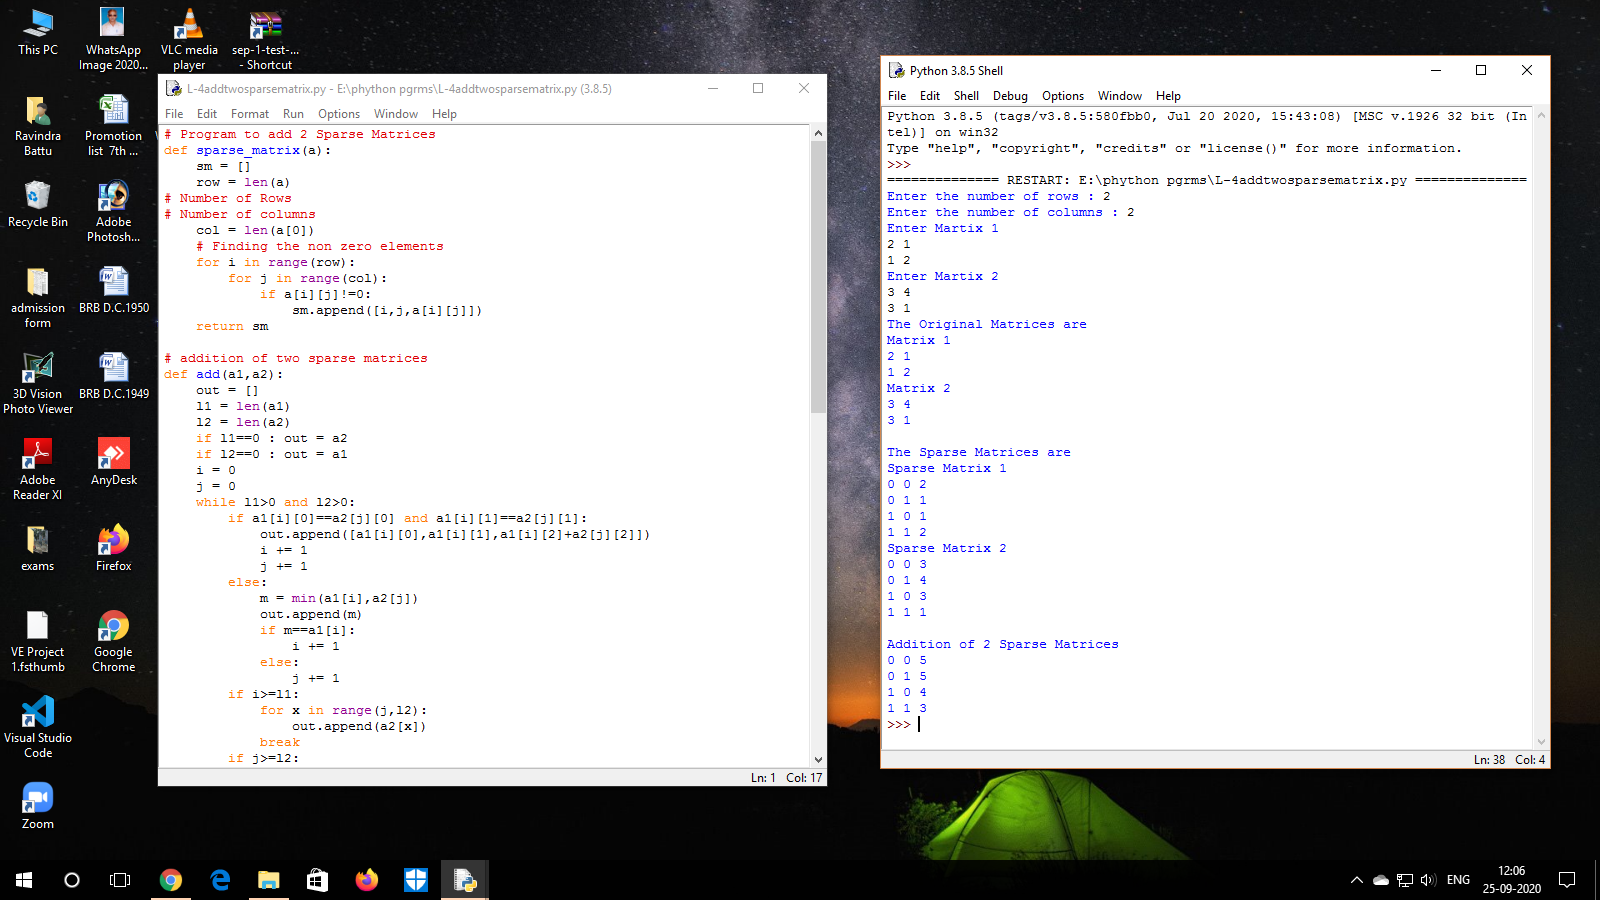 This PC
WhatsApp
Image 2020...
VLC media
player
sep-1-test-...
- Shortcut
Ravindra
Battu
Promotion
list 7th ...
Recycle Bin
Adobe
Photosh...
admission
form
BRB D.C.1950
3D Vision
Photo Viewer
BRB D.C.1949
Adobe
Reader XI
AnyDesk
exams
Firefox
VE Project
1.fsthumb
Google
Chrome
Visual Studio
Code
Zoom
L-4addtwosparsematrix.py - E:\phython pgrms\L-4addtwosparsematrix.py (3.8.5)
File Edit Format Run Options Window Help
# Program to add 2 Sparse Matrices
def sparse_matrix(a):
    sm = []
    row = len(a)
# Number of Rows
# Number of columns
    col = len(a[0])
    # Finding the non zero elements
    for i in range(row):
        for j in range(col):
            if a[i][j]!=0:
                sm.append([i,j,a[i][j]])
    return sm
# addition of two sparse matrices
def add(a1,a2):
    out = []
    l1 = len(a1)
    l2 = len(a2)
    if l1==0 : out = a2
    if l2==0 : out = a1
    i = 0
    j = 0
    while l1>0 and l2>0:
        if a1[i][0]==a2[j][0] and a1[i][1]==a2[j][1]:
            out.append([a1[i][0],a1[i][1],a1[i][2]+a2[j][2]])
            i += 1
            j += 1
        else:
            m = min(a1[i],a2[j])
            out.append(m)
            if m==a1[i]:
                i += 1
            else:
                j += 1
        if i>=l1:
            for x in range(j,l2):
                out.append(a2[x])
            break
        if j>=l2:
Ln: 1 Col: 17
Python 3.8.5 Shell
File Edit Shell Debug Options Window Help
Python 3.8.5 (tags/v3.8.5:580fbb0, Jul 20 2020, 15:43:08) [MSC v.1926 32 bit (In
tel)] on win32
Type "help", "copyright", "credits" or "license()" for more information.
>>>
============== RESTART: E:\phython pgrms\L-4addtwosparsematrix.py ==============
Enter the number of rows : 2
Enter the number of columns : 2
Enter Martix 1
2 1
1 2
Enter Martix 2
3 4
3 1
The Original Matrices are
Matrix 1
2 1
1 2
Matrix 2
3 4
3 1
The Sparse Matrices are
Sparse Matrix 1
0 0 2
0 1 1
1 0 1
1 1 2
Sparse Matrix 2
0 0 3
0 1 4
1 0 3
1 1 1
Addition of 2 Sparse Matrices
0 0 5
0 1 5
1 0 4
1 1 3
>>>
Ln: 38 Col: 4
ENG
12:06
25-09-2020